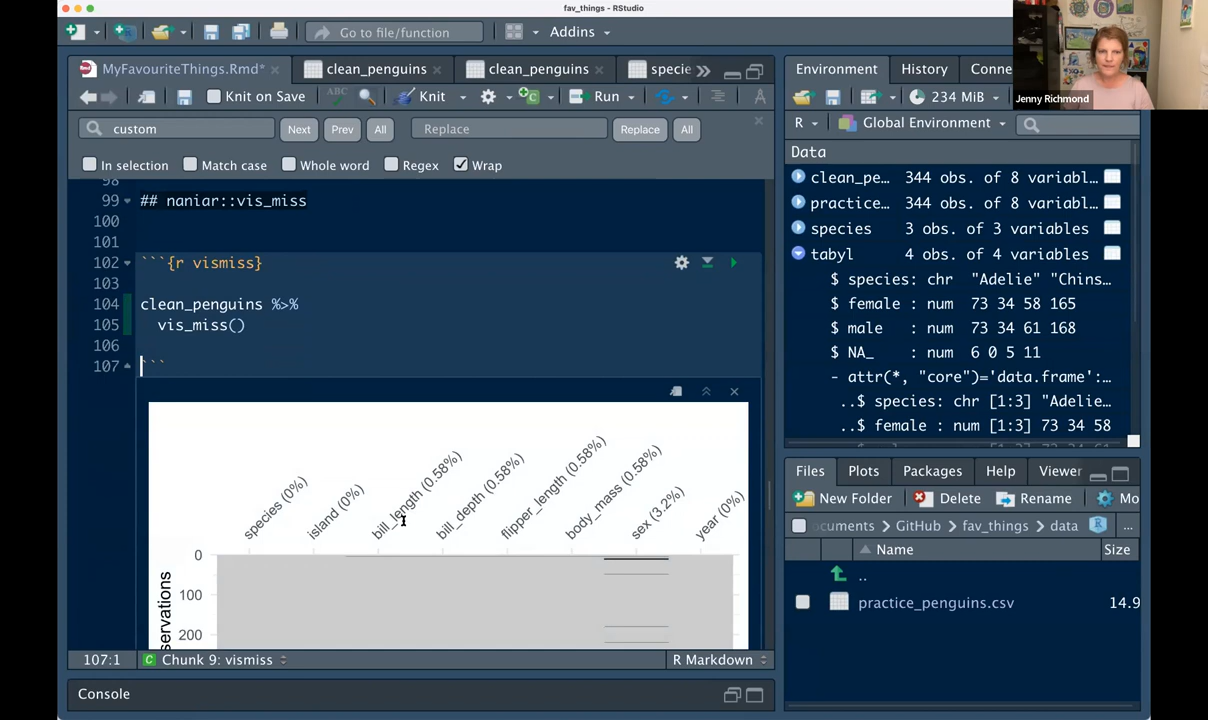 fav_things - RStudio
Go to file/function
Addins
Jenny Richmond
MyFavouriteThings.Rmd*
clean_penguins
clean_penguins
specie
Environment
History
Conne
Knit on Save
ABC
Knit
Run
234 MiB
custom
Next
Prev
All
Replace
Replace
All
R
Global Environment
In selection
Match case
Whole word
Regex
Wrap
Data
clean_pe… 344 obs. of 8 variabl…
practice… 344 obs. of 8 variabl…
species 3 obs. of 3 variables
tabyl 4 obs. of 4 variables
$ species: chr "Adelie" "Chins…
$ female : num 73 34 58 165
$ male : num 73 34 61 168
$ NA_ : num 6 0 5 11
- attr(*, "core")='data.frame':…
..$ species: chr [1:3] "Adelie…
..$ female : num [1:3] 73 34 58
98
99 ## naniar::vis_miss
100
101
102 ```{r vismiss}
103
104 clean_penguins %>%
105 vis_miss()
106
107 ```
species (0%)
island (0%)
bill_length (0.58%)
bill_depth (0.58%)
flipper_length (0.58%)
body_mass (0.58%)
sex (3.2%)
year (0%)
0
100
200
servations
107:1
Chunk 9: vismiss
R Markdown
Console
Files
Plots
Packages
Help
Viewer
New Folder
Delete
Rename
Mo
ocuments
GitHub
fav_things
data
R
…
Name
Size
..
practice_penguins.csv
14.9